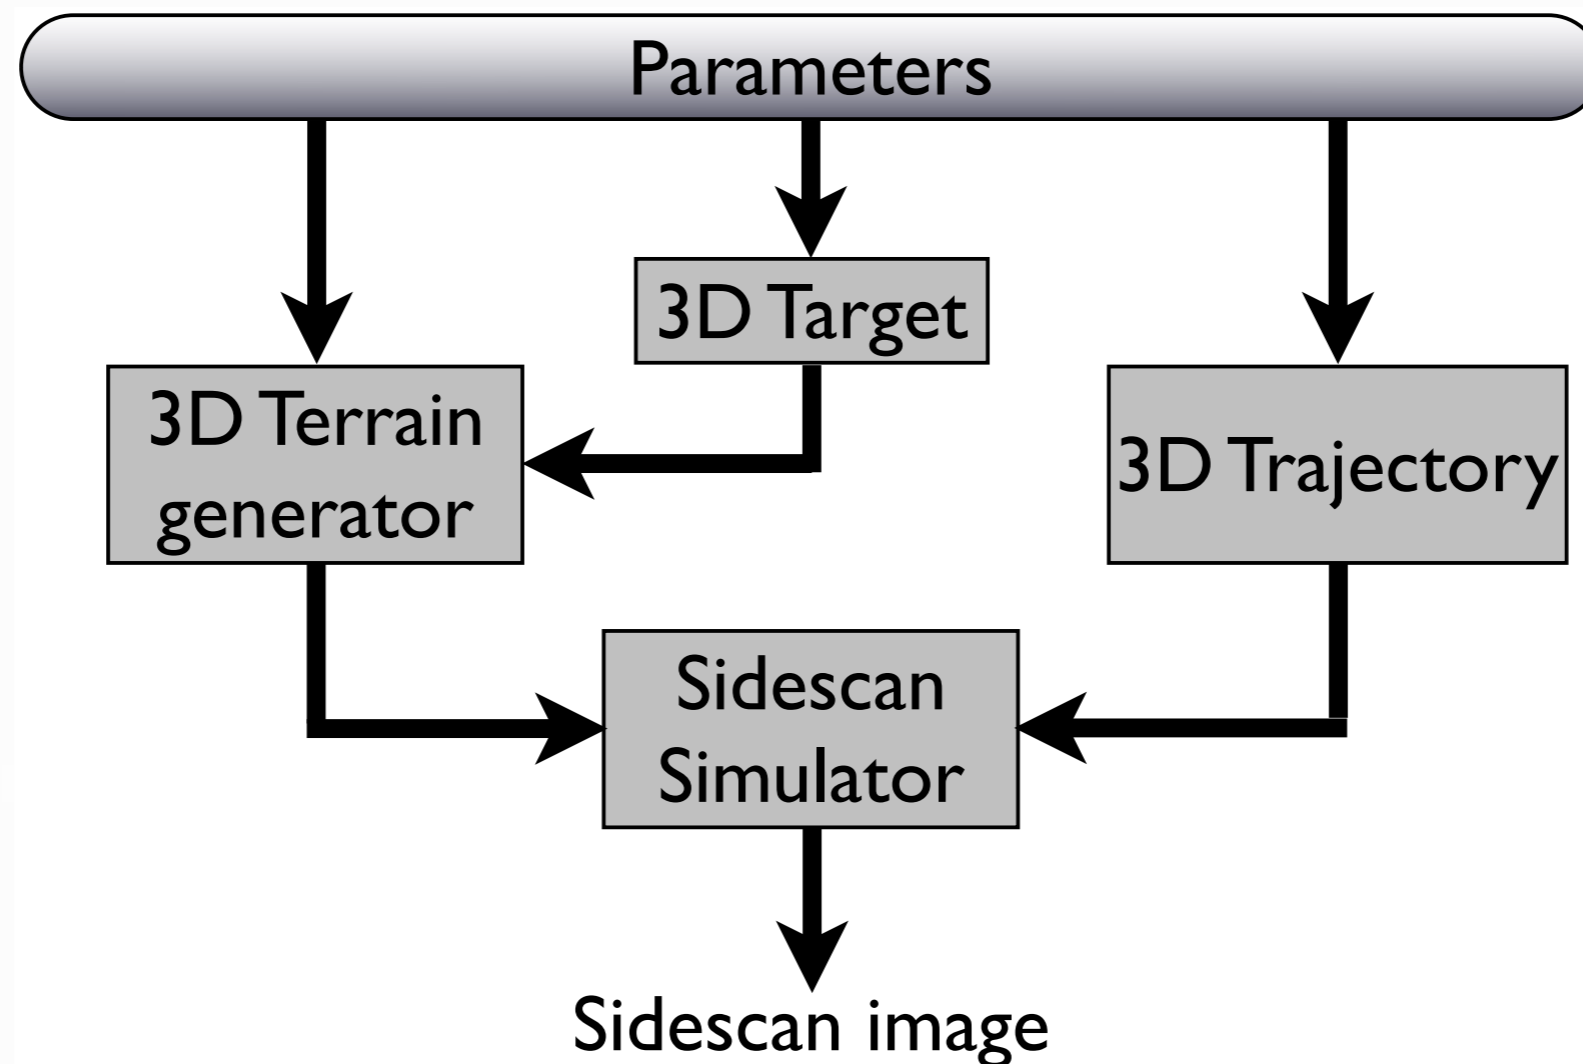 Parameters
3D Target
3D Terrain
generator
3D Trajectory
Sidescan
Simulator
Sidescan image